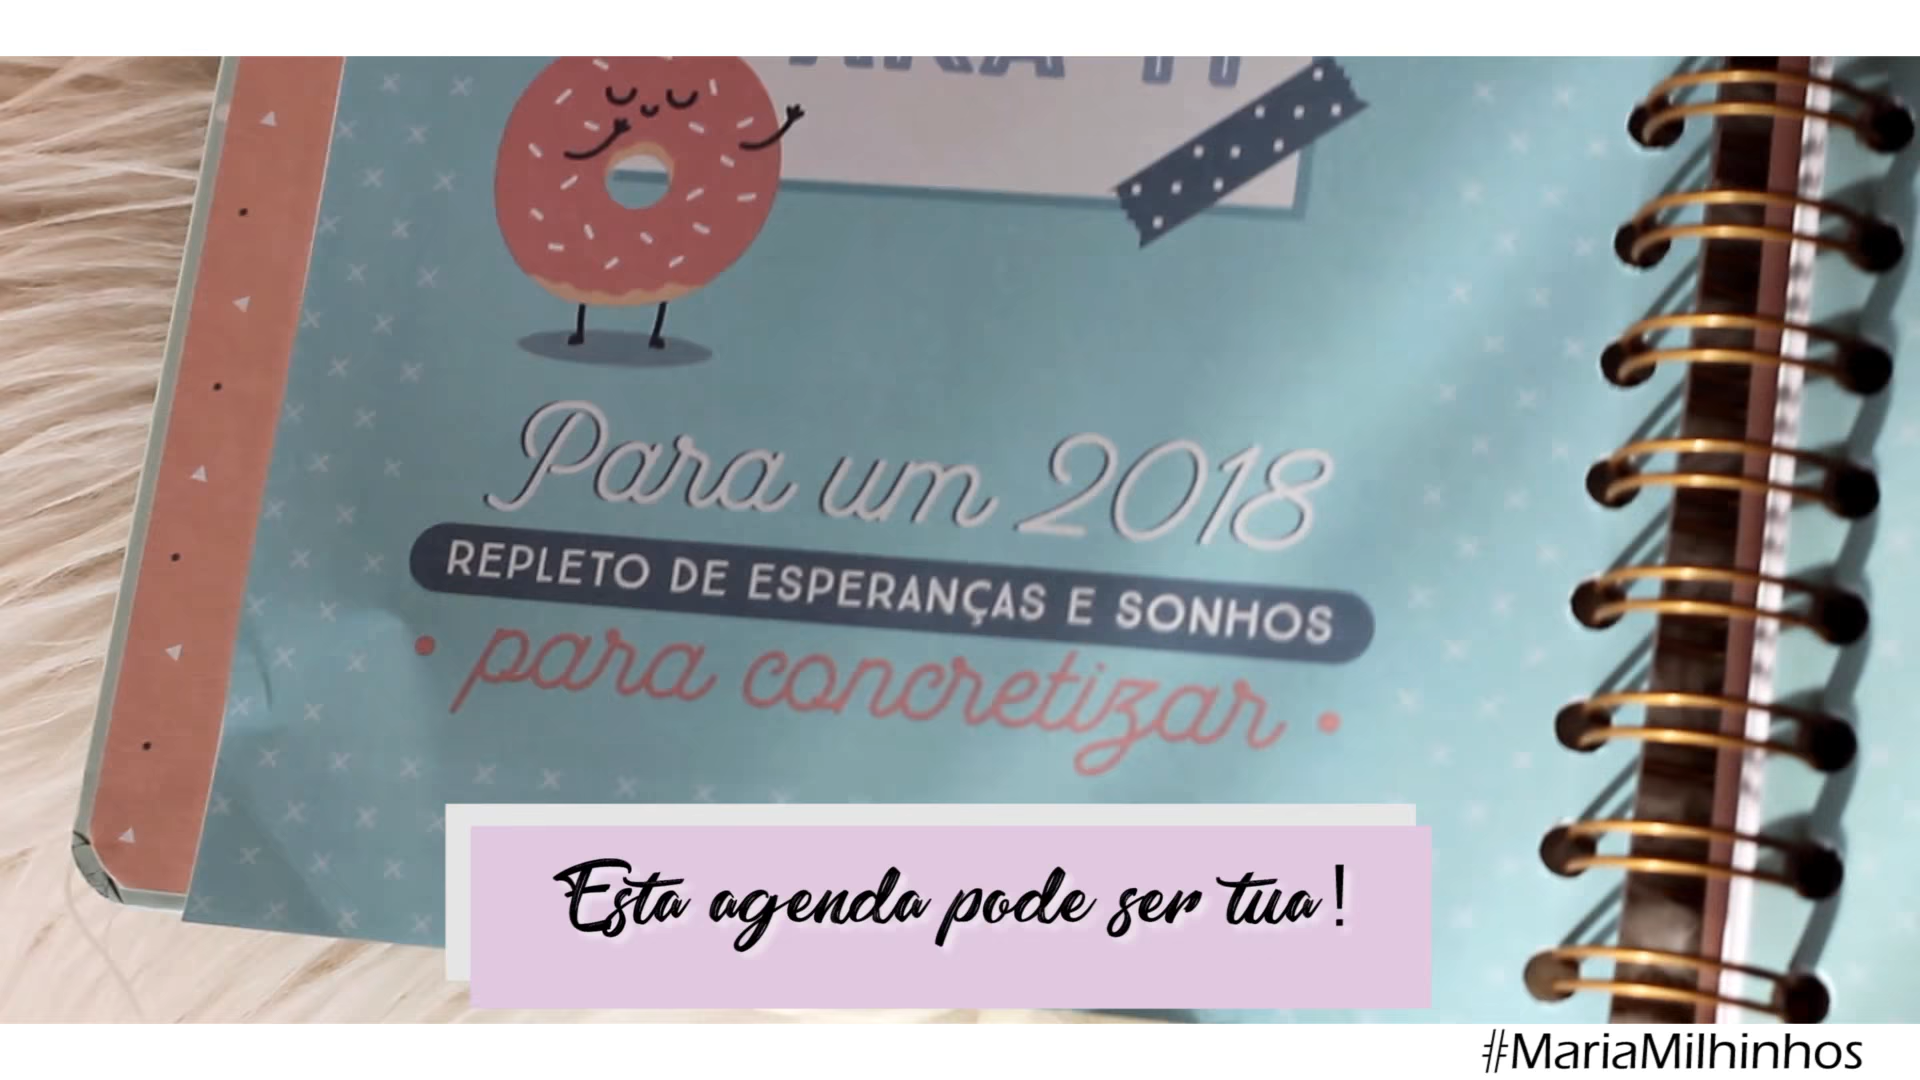 Para um 2018
REPLETO DE ESPERANÇAS E SONHOS
• para concretizar •
Esta agenda pode ser tua!
#MariaMilhinhos